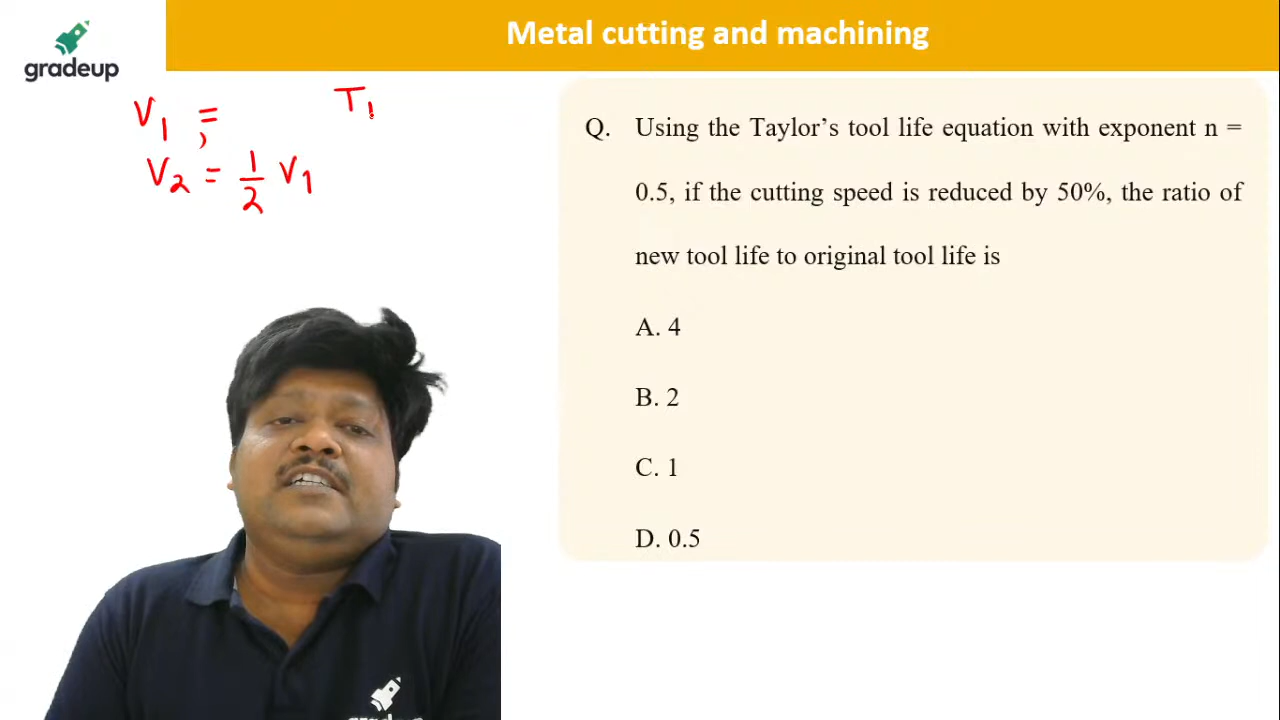 Metal cutting and machining
gradeup
V₁ =
,
T₁
V₂ = 1/2 V₁
Q. Using the Taylor’s tool life equation with exponent n =
0.5, if the cutting speed is reduced by 50%, the ratio of
new tool life to original tool life is
A. 4
B. 2
C. 1
D. 0.5
gradeup